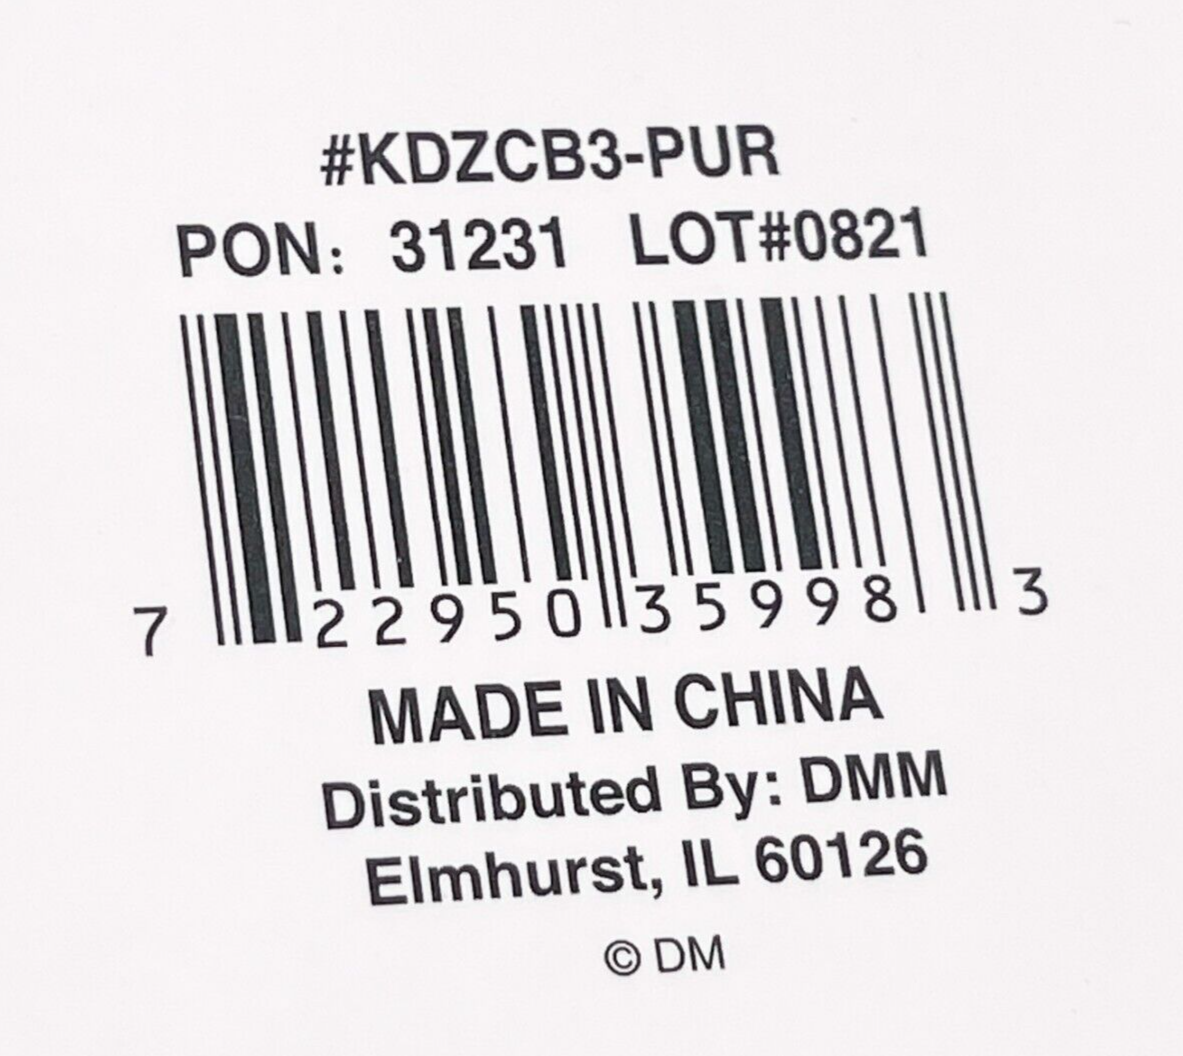 #KDZCB3-PUR
PON: 31231 LOT#0821
7 22950 35998 3
MADE IN CHINA
Distributed By: DMM
Elmhurst, IL 60126
© DM